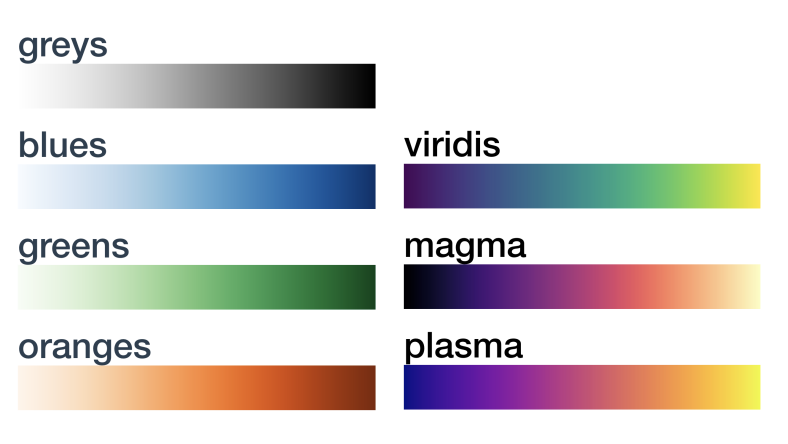 greys
blues
greens
oranges
viridis
magma
plasma